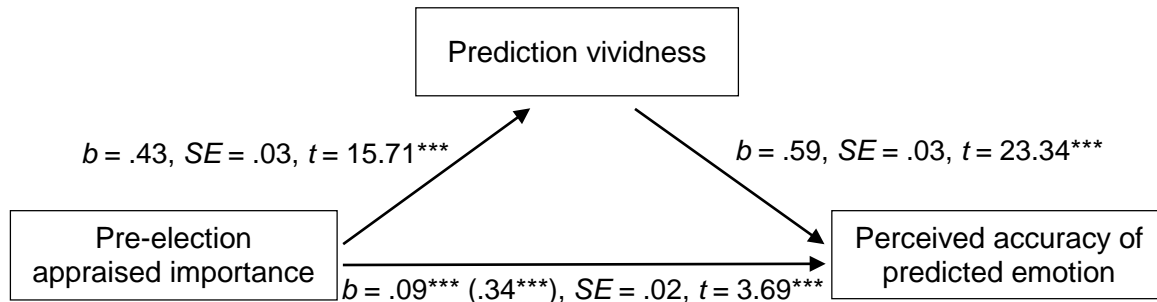 Prediction vividness
b = .43, SE = .03, t = 15.71***
b = .59, SE = .03, t = 23.34***
Pre-election
appraised importance
Perceived accuracy of
predicted emotion
b = .09*** (.34***), SE = .02, t = 3.69***